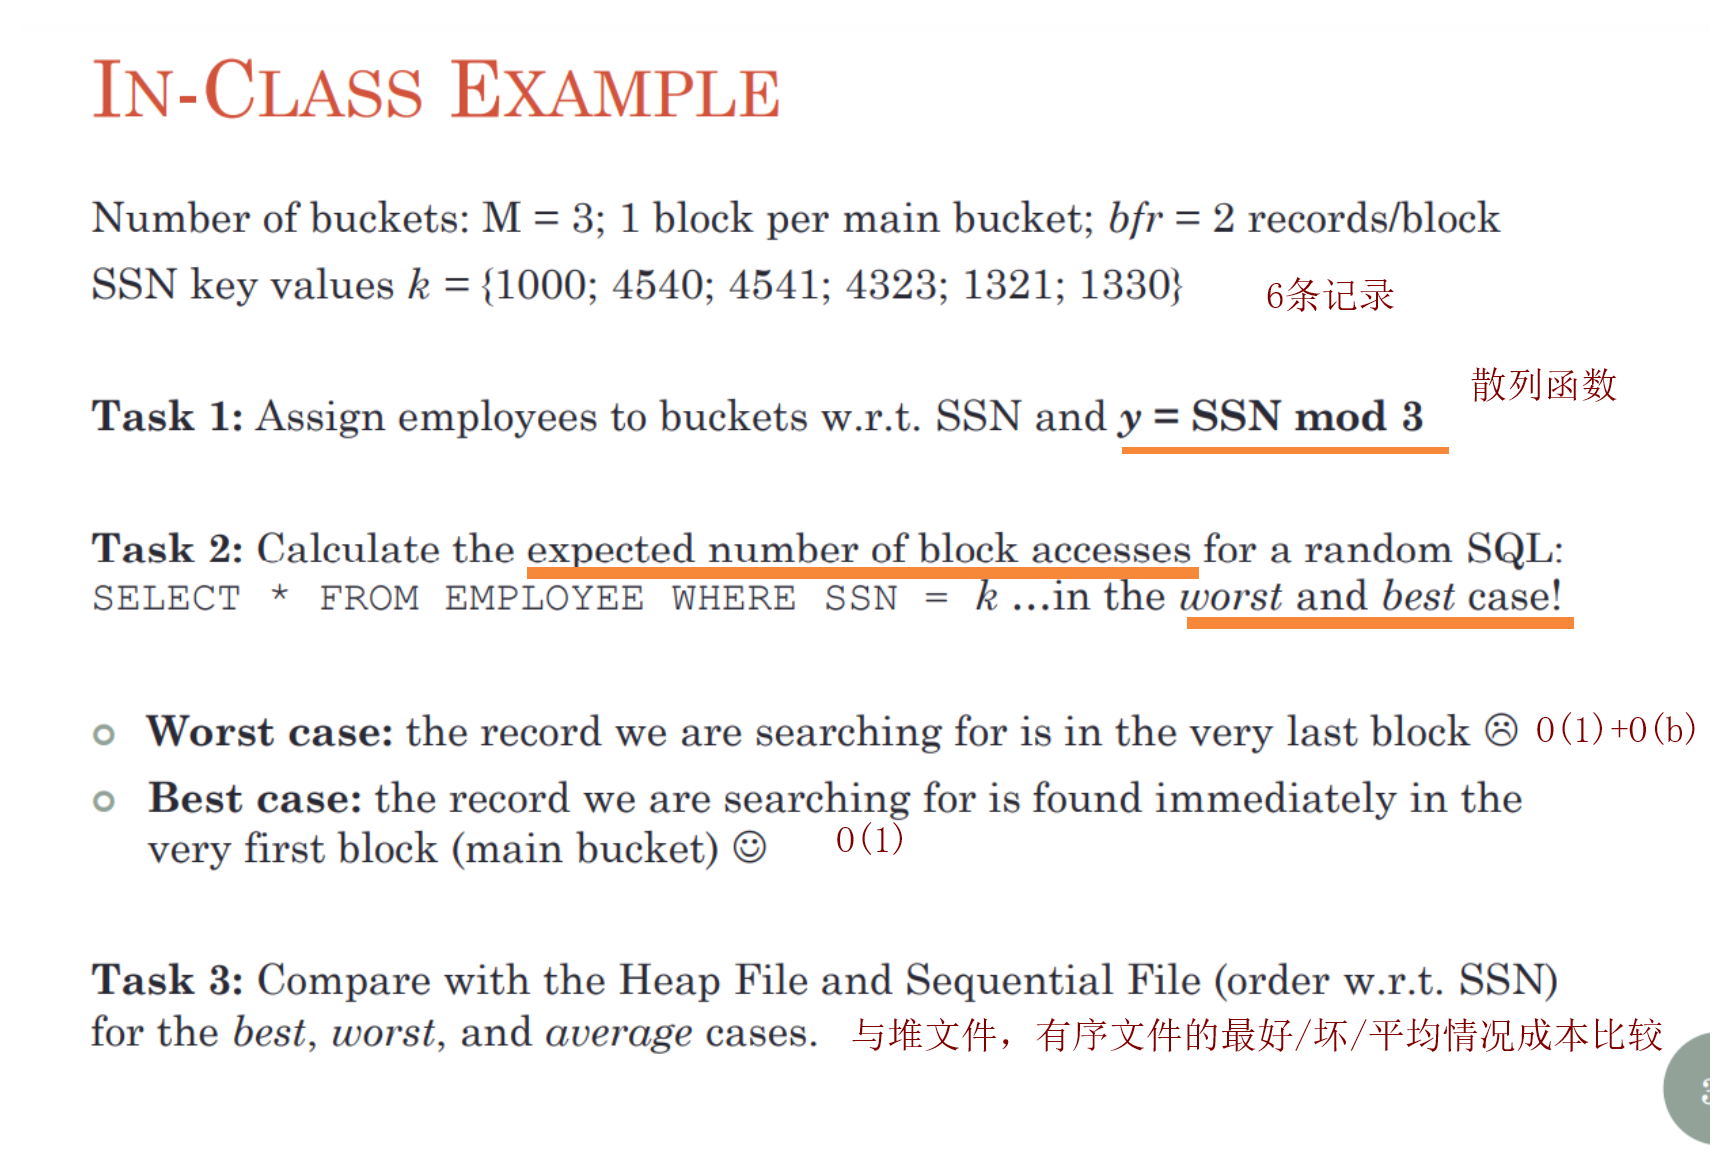 IN-CLASS EXAMPLE
Number of buckets: M = 3; 1 block per main bucket; bfr = 2 records/block
SSN key values k = {1000; 4540; 4541; 4323; 1321; 1330}
6条记录
散列函数
Task 1: Assign employees to buckets w.r.t. SSN and y = SSN mod 3
Task 2: Calculate the expected number of block accesses for a random SQL:
SELECT * FROM EMPLOYEE WHERE SSN = k ...in the worst and best case!
Worst case: the record we are searching for is in the very last block ☹ O(1)+O(b)
Best case: the record we are searching for is found immediately in the
very first block (main bucket) ☺ O(1)
Task 3: Compare with the Heap File and Sequential File (order w.r.t. SSN)
for the best, worst, and average cases. 与堆文件，有序文件的最好/坏/平均情况成本比较